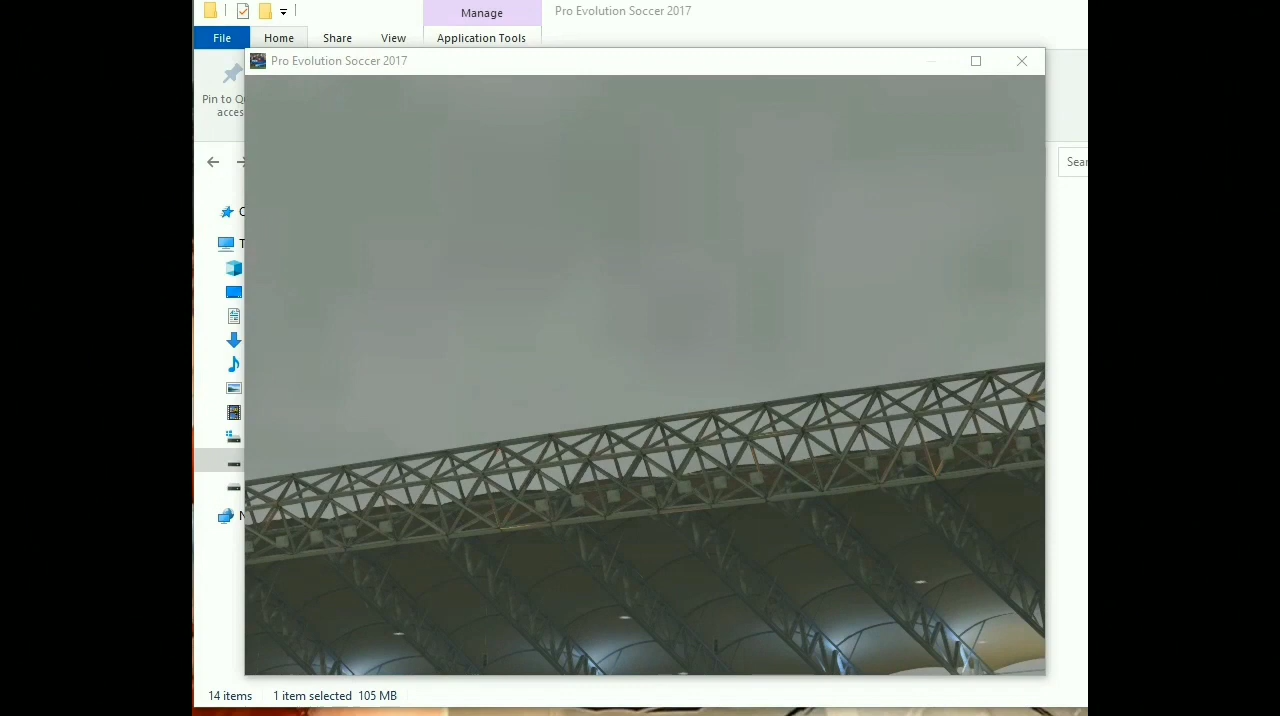 Manage
Pro Evolution Soccer 2017
File
Home
Share
View
Application Tools
Pro Evolution Soccer 2017
Pin to Q
acces
Sear
14 items
1 item selected 105 MB